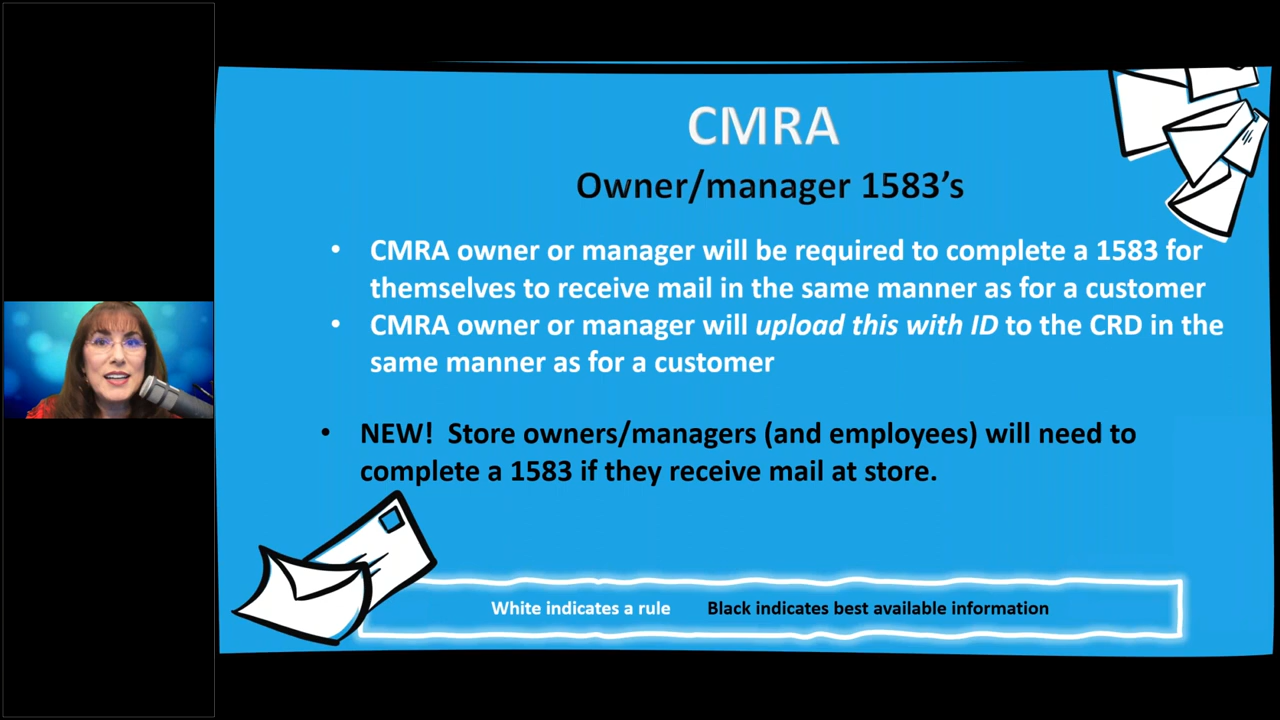 CMRA
Owner/manager 1583’s
• CMRA owner or manager will be required to complete a 1583 for
themselves to receive mail in the same manner as for a customer
• CMRA owner or manager will upload this with ID to the CRD in the
same manner as for a customer
• NEW! Store owners/managers (and employees) will need to
complete a 1583 if they receive mail at store.
White indicates a rule Black indicates best available information